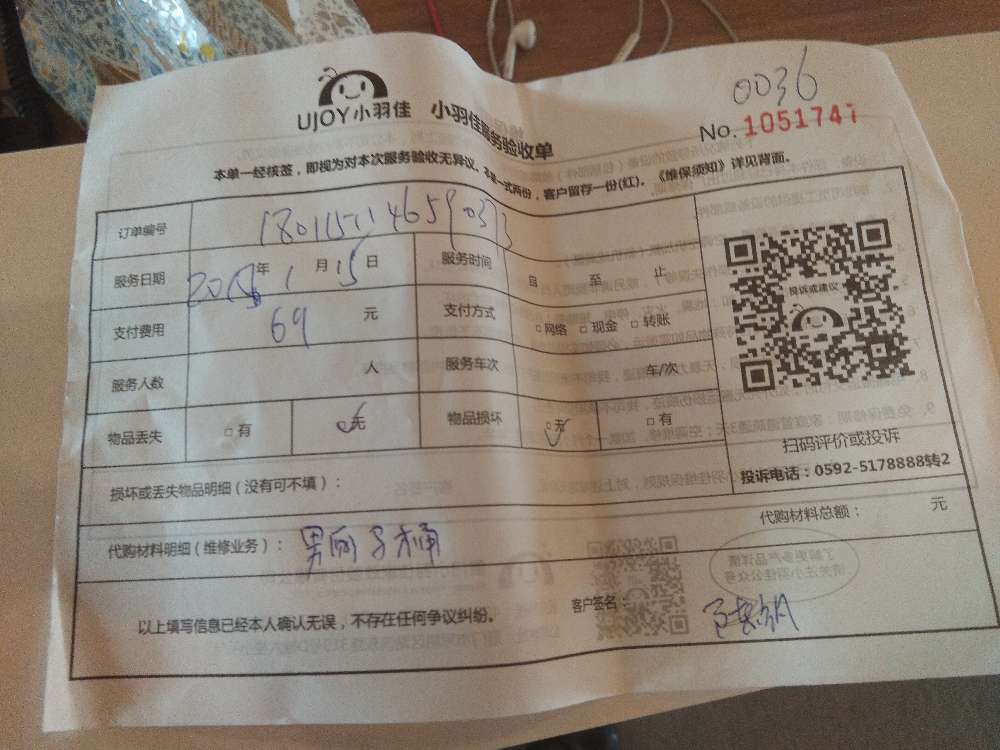 0036
UJOY小羽佳 小羽佳服务验收单
No. 1051747
本单一经核签，即视为对本次服务验收无异议。本单一式两份，客户留存一份(红)。《维保须知》详见背面。
订单编号
服务日期 年 1 月 15 日 服务时间 自 至 止
支付费用 69 元 支付方式 □网络 □现金 □转账
服务人数 人 服务车次 车/次
物品丢失 □有 □无 物品损坏 □无 □有
投诉或建议
扫码评价或投诉
投诉电话：0592-5178888转2
损坏或丢失物品明细（没有可不填）：
代购材料明细（维修业务）： 男厕
代购材料总额： 元
以上填写信息已经本人确认无误，不存在任何争议纠纷。
客户签名